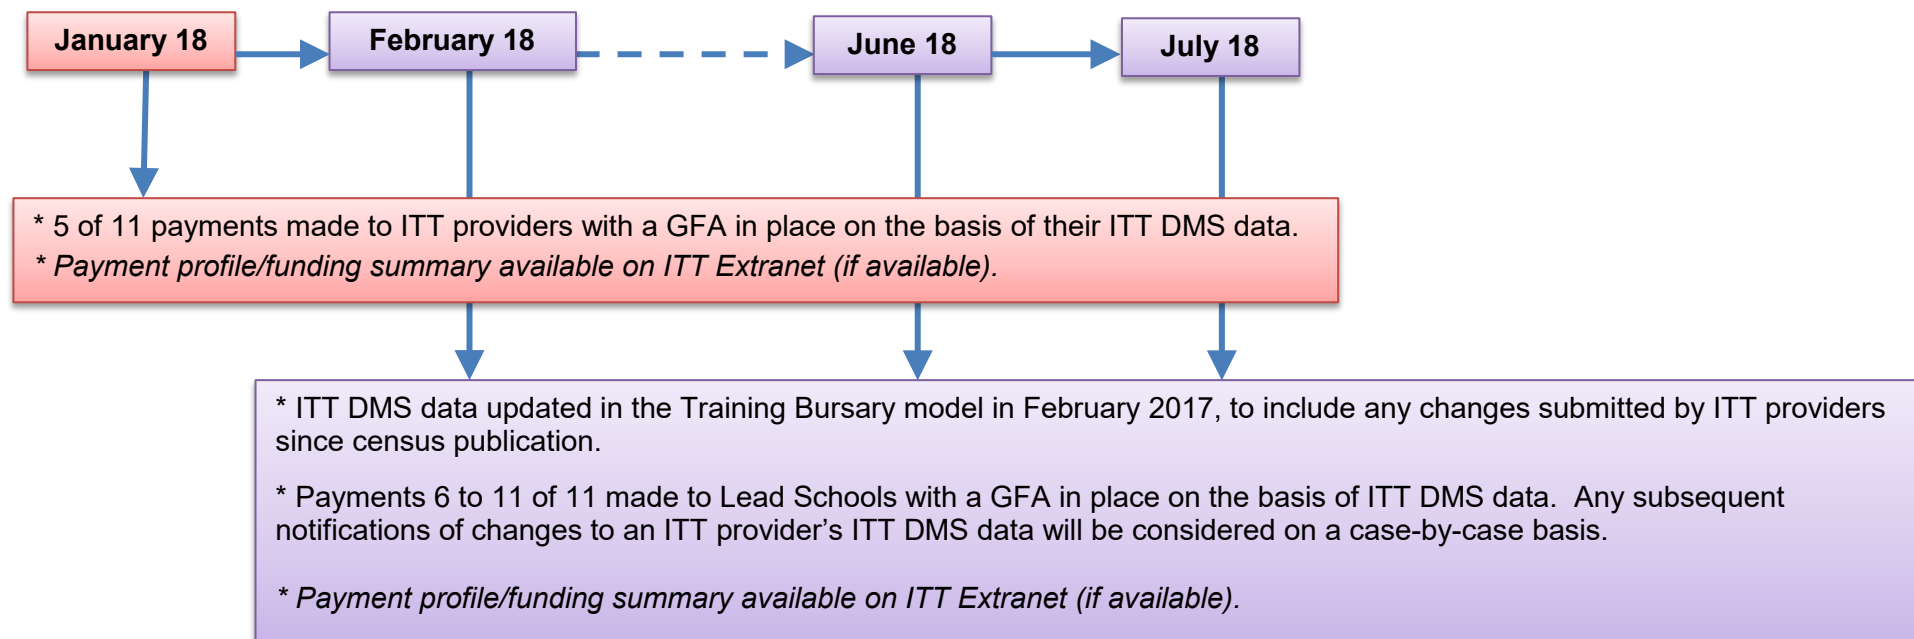 January 18
February 18
June 18
July 18
* 5 of 11 payments made to ITT providers with a GFA in place on the basis of their ITT DMS data.
* Payment profile/funding summary available on ITT Extranet (if available).
* ITT DMS data updated in the Training Bursary model in February 2017, to include any changes submitted by ITT providers
since census publication.
* Payments 6 to 11 of 11 made to Lead Schools with a GFA in place on the basis of ITT DMS data.  Any subsequent
notifications of changes to an ITT provider’s ITT DMS data will be considered on a case-by-case basis.
* Payment profile/funding summary available on ITT Extranet (if available).